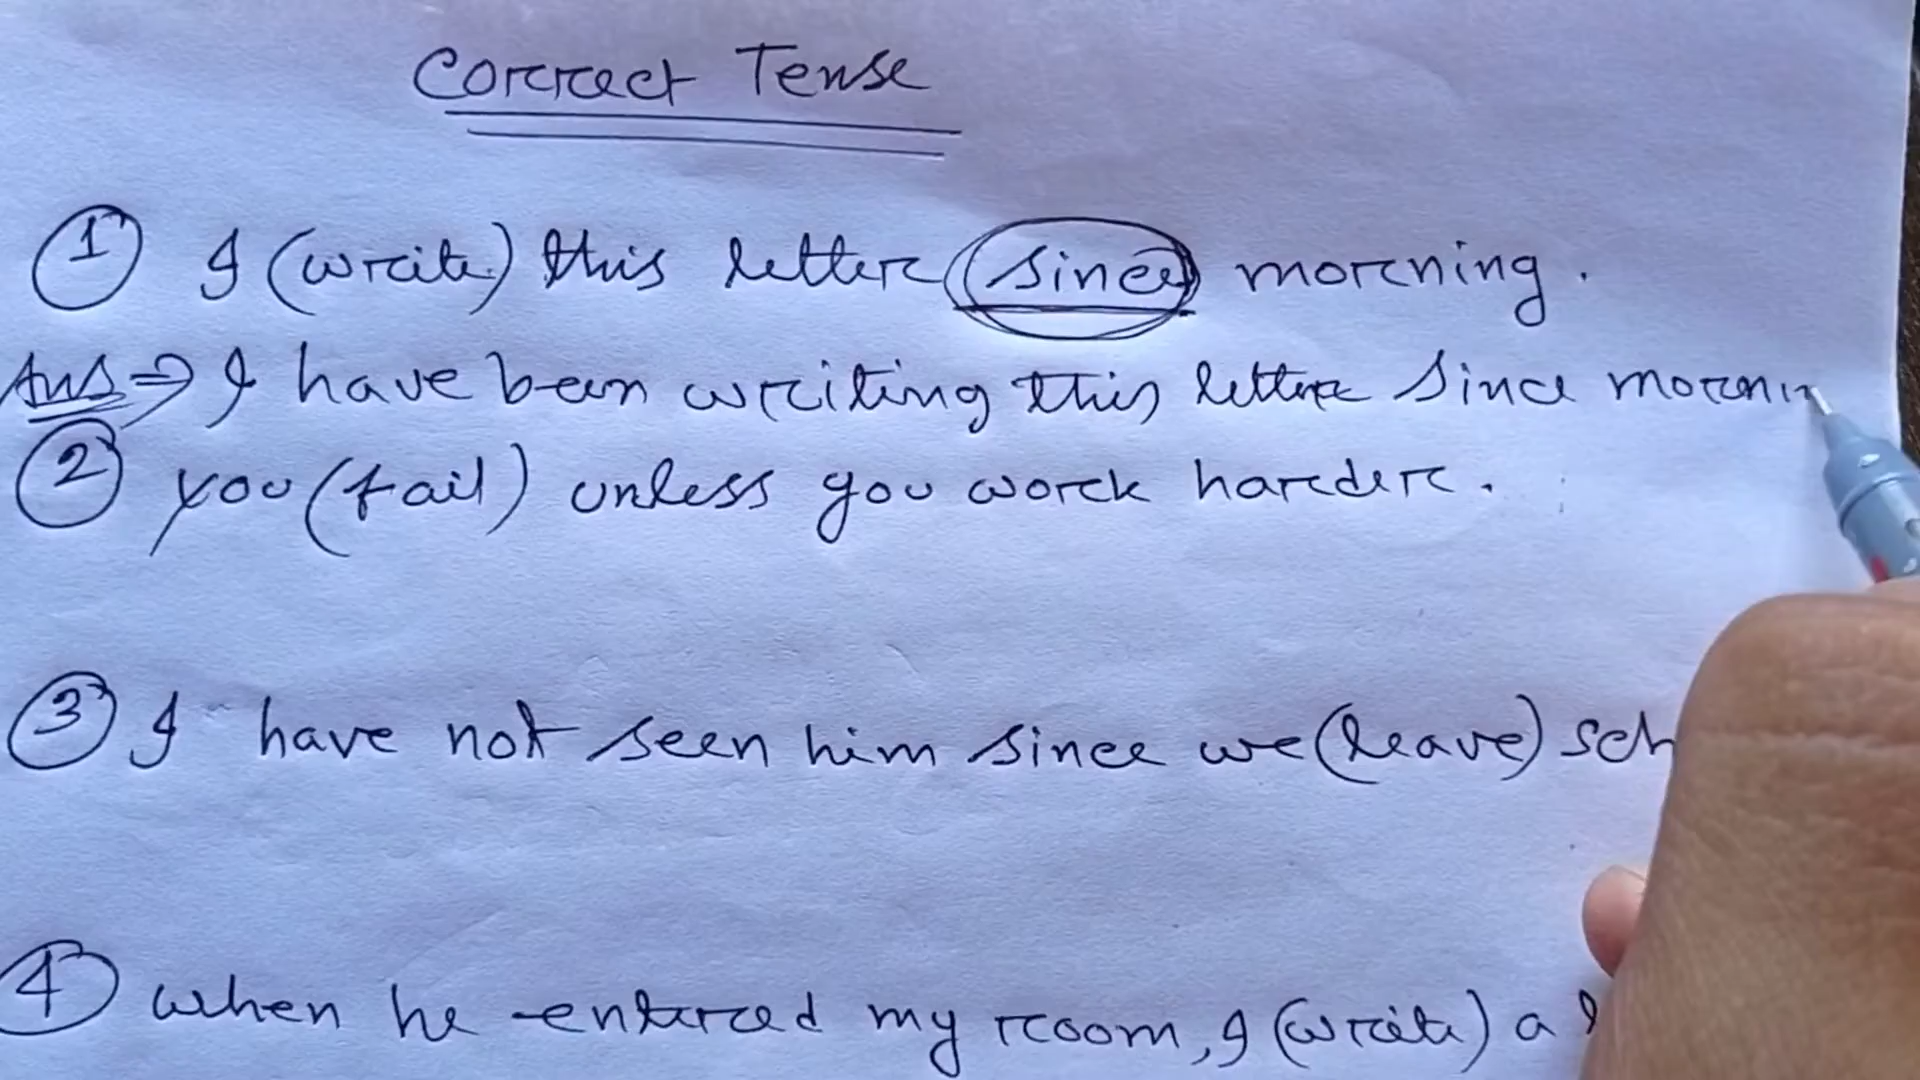 Correct Tense
① I (write) this letter (since) morning.
Ans ⇒ I have been writing this letter since mornin
② You (fail) unless you work harder.
③ I have not seen him since we (leave) sch
④ when he entered my room, I (write) a l